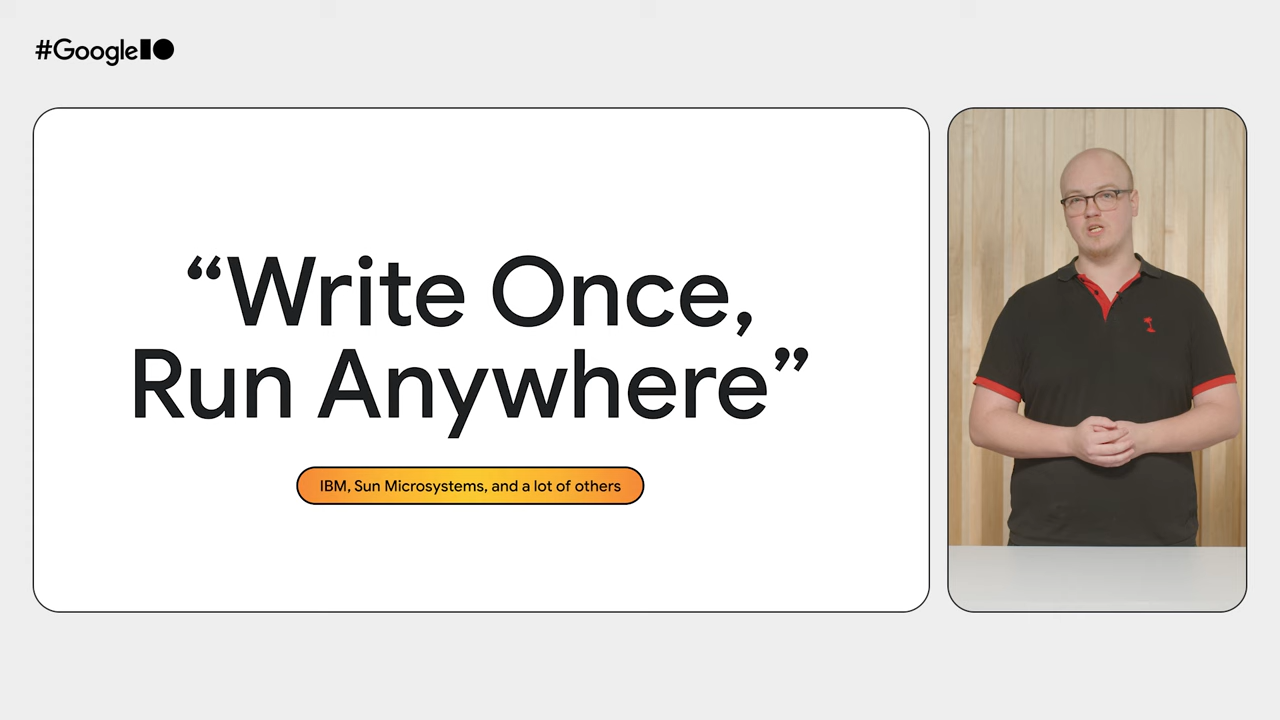 #GoogleIO
“Write Once,
Run Anywhere”
IBM, Sun Microsystems, and a lot of others